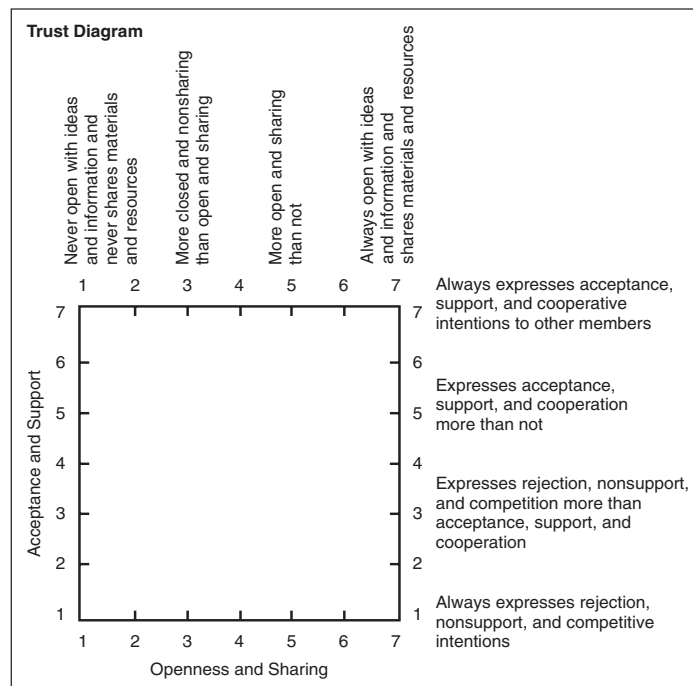 Trust Diagram
Never open with ideas
and information and
never shares materials
and resources
More closed and nonsharing
than open and sharing
More open and sharing
than not
Always open with ideas
and information and
shares materials and resources
1 2 3 4 5 6 7
Always expresses acceptance,
support, and cooperative
intentions to other members
7 7
6 6
Expresses acceptance,
support, and cooperation
more than not
5 5
4 4
Expresses rejection, nonsupport,
and competition more than
acceptance, support, and
cooperation
3 3
2 2
Always expresses rejection,
nonsupport, and competitive
intentions
1 1
Acceptance and Support
1 2 3 4 5 6 7
Openness and Sharing